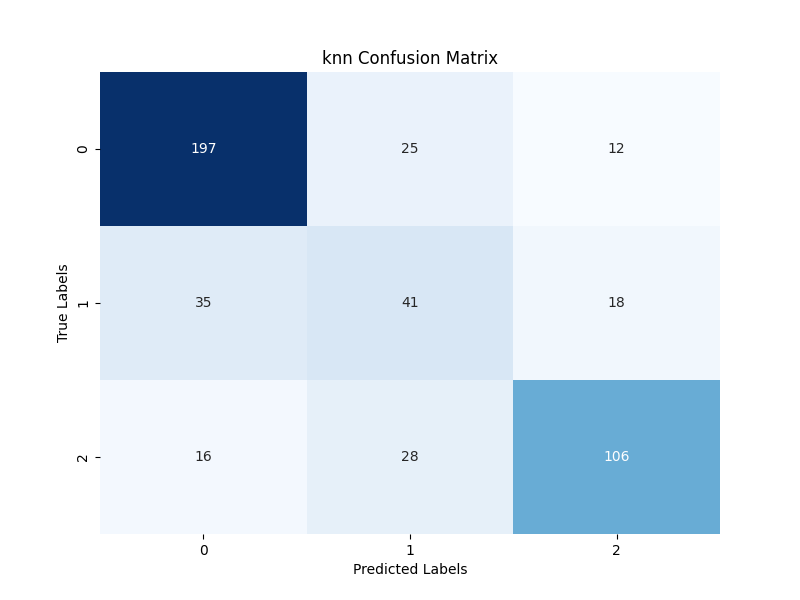 knn Confusion Matrix
0 197 25 12
1 35 41 18
2 16 28 106
True Labels
0 1 2
Predicted Labels